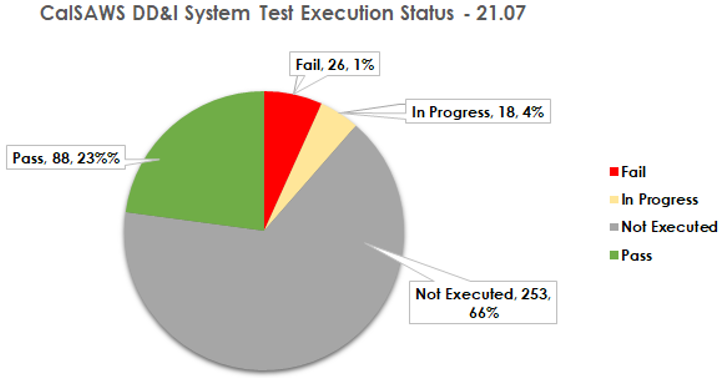 CalSAWS DD&I System Test Execution Status - 21.07
Fail, 26, 1%
In Progress, 18, 4%
Pass, 88, 23%%
Fail
In Progress
Not Executed
Pass
Not Executed, 253,
66%